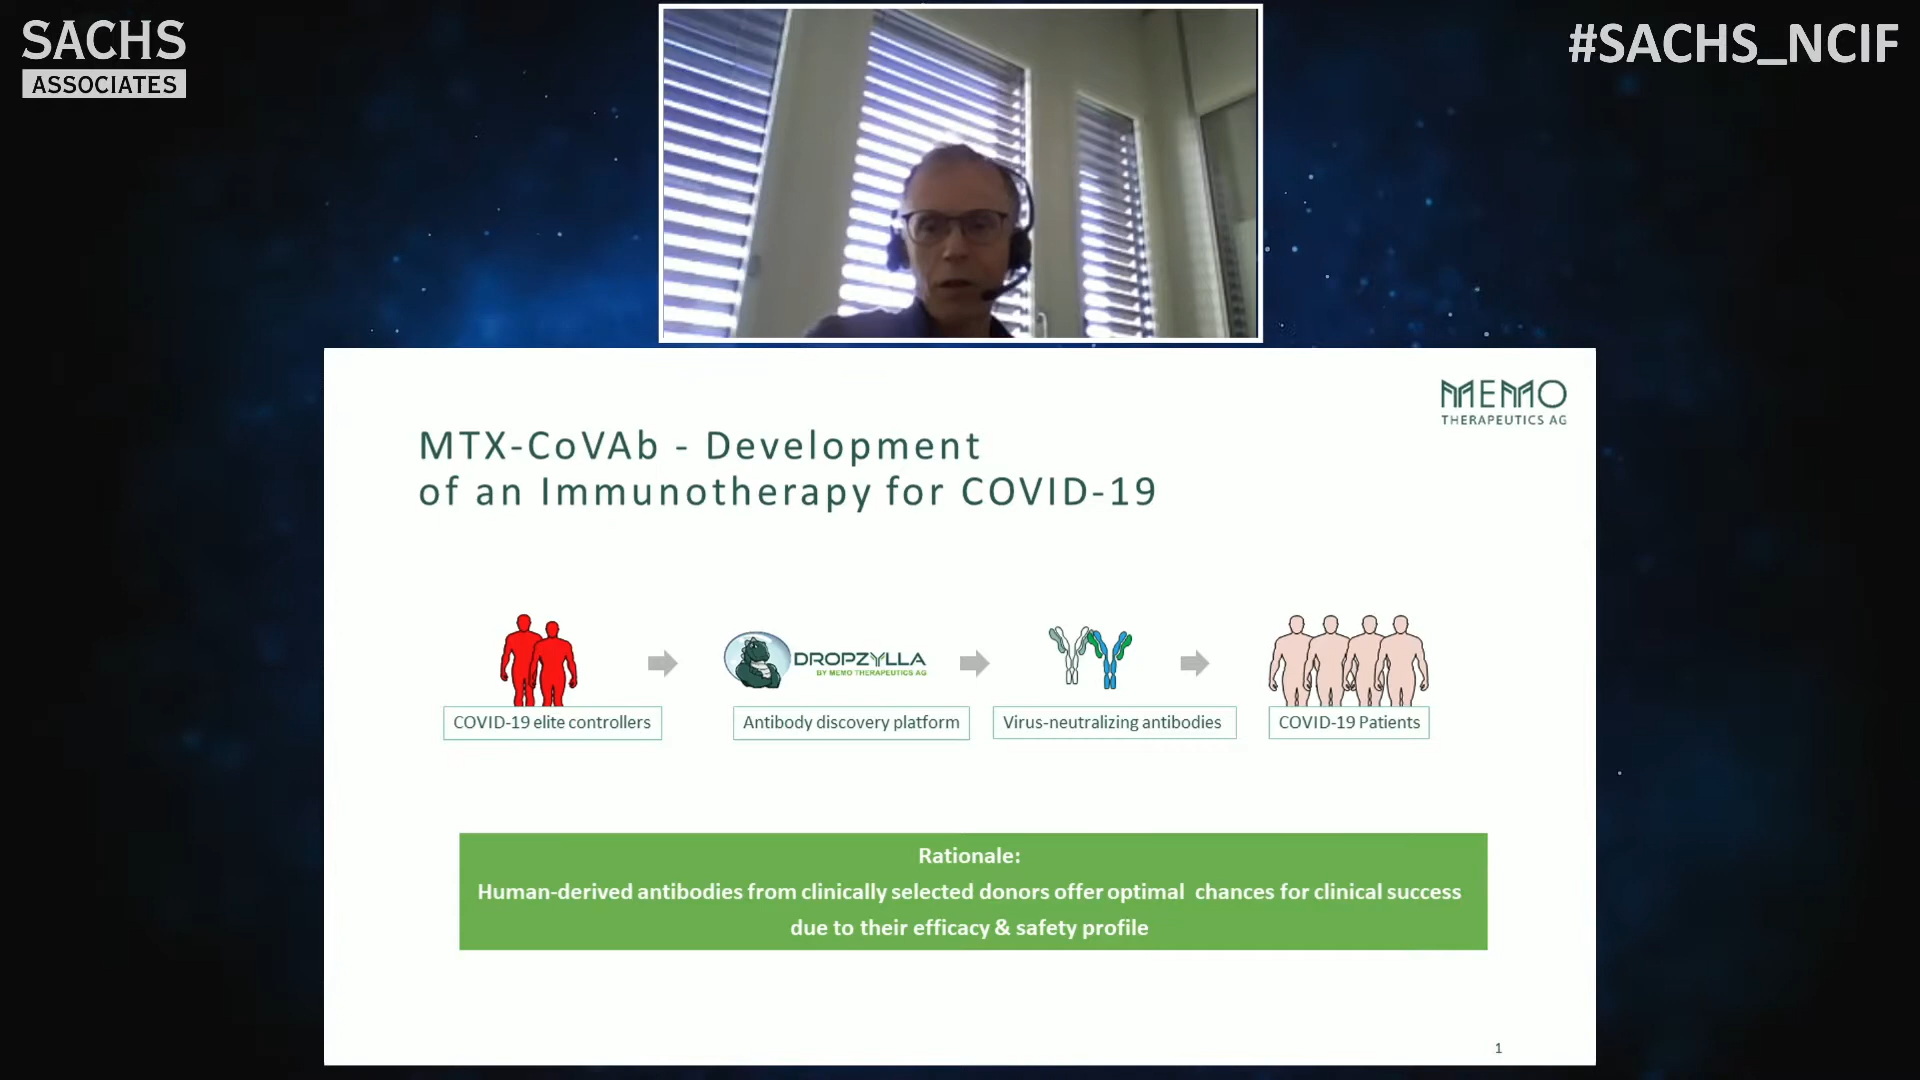 SACHS
ASSOCIATES
#SACHS_NCIF
MEMO
THERAPEUTICS AG
MTX-CoVAb - Development
of an Immunotherapy for COVID-19
DROPZYLLA
BY MEMO THERAPEUTICS AG
COVID-19 elite controllers
Antibody discovery platform
Virus-neutralizing antibodies
COVID-19 Patients
Rationale:
Human-derived antibodies from clinically selected donors offer optimal chances for clinical success
due to their efficacy & safety profile
1